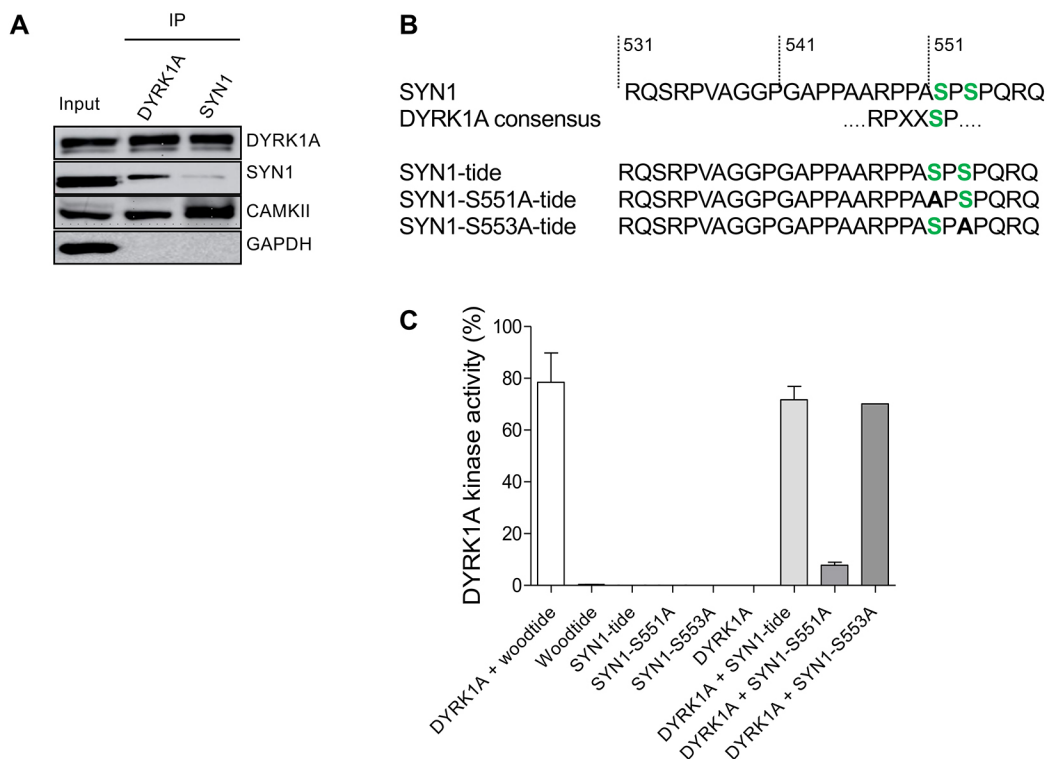 A
IP
Input
DYRK1A
SYN1
DYRK1A
SYN1
CAMKII
GAPDH
B
531 541 551
SYN1 RQSRPVAGGPGAPPAARPPASPSPQRQ
DYRK1A consensus ....RPXXSP....
SYN1-tide RQSRPVAGGPGAPPAARPPASPSPQRQ
SYN1-S551A-tide RQSRPVAGGPGAPPAARPPAAPSPQRQ
SYN1-S553A-tide RQSRPVAGGPGAPPAARPPASPAPQRQ
C
DYRK1A kinase activity (%)
100
80
60
40
20
0
DYRK1A + woodtide
Woodtide
SYN1-tide
SYN1-S551A
SYN1-S553A
DYRK1A
DYRK1A + SYN1-tide
DYRK1A + SYN1-S551A
DYRK1A + SYN1-S553A